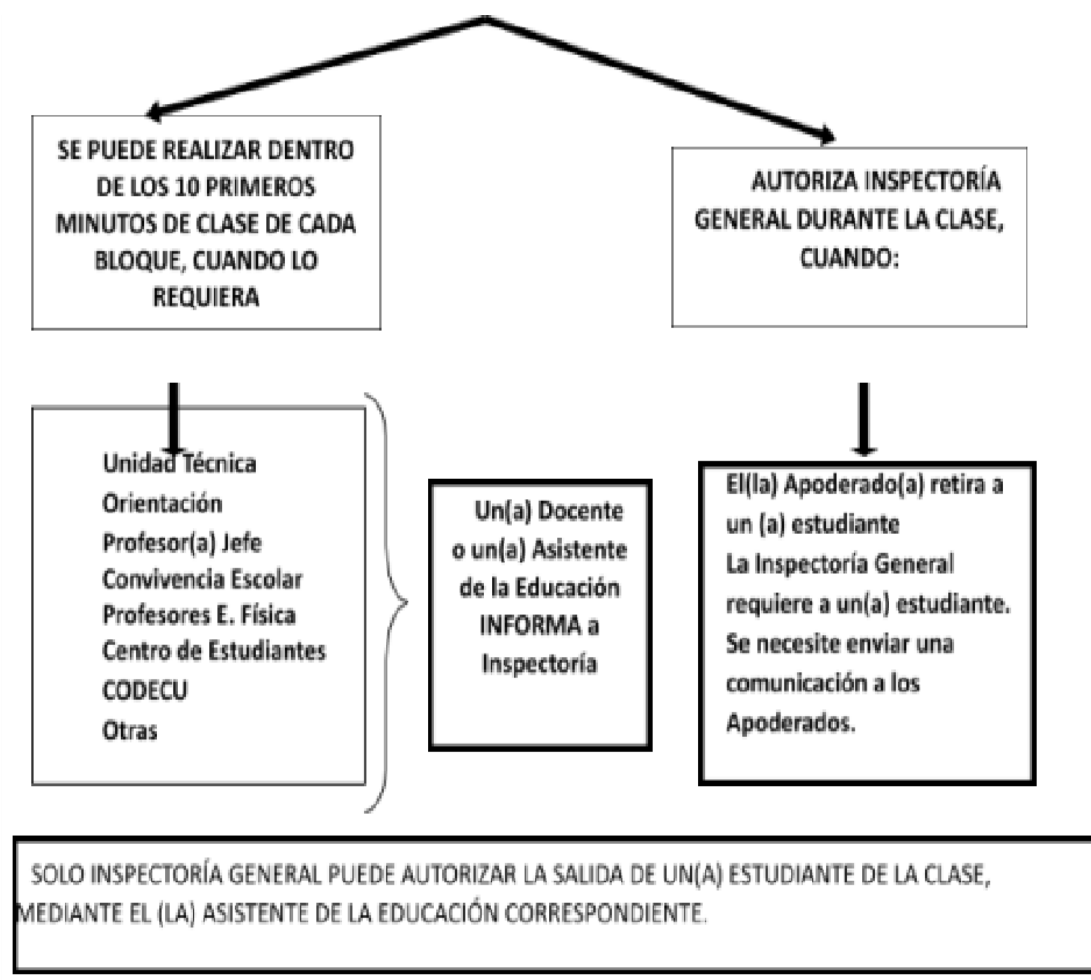 SE PUEDE REALIZAR DENTRO
DE LOS 10 PRIMEROS
MINUTOS DE CLASE DE CADA
BLOQUE, CUANDO LO
REQUIERA
AUTORIZA INSPECTORÍA
GENERAL DURANTE LA CLASE,
CUANDO:
Unidad Técnica
Orientación
Profesor(a) Jefe
Convivencia Escolar
Profesores E. Física
Centro de Estudiantes
CODECU
Otras
Un(a) Docente
o un(a) Asistente
de la Educación
INFORMA a
Inspectoría
El(la) Apoderado(a) retira a
un (a) estudiante
La Inspectoría General
requiere a un(a) estudiante.
Se necesite enviar una
comunicación a los
Apoderados.
SOLO INSPECTORÍA GENERAL PUEDE AUTORIZAR LA SALIDA DE UN(A) ESTUDIANTE DE LA CLASE,
MEDIANTE EL (LA) ASISTENTE DE LA EDUCACIÓN CORRESPONDIENTE.